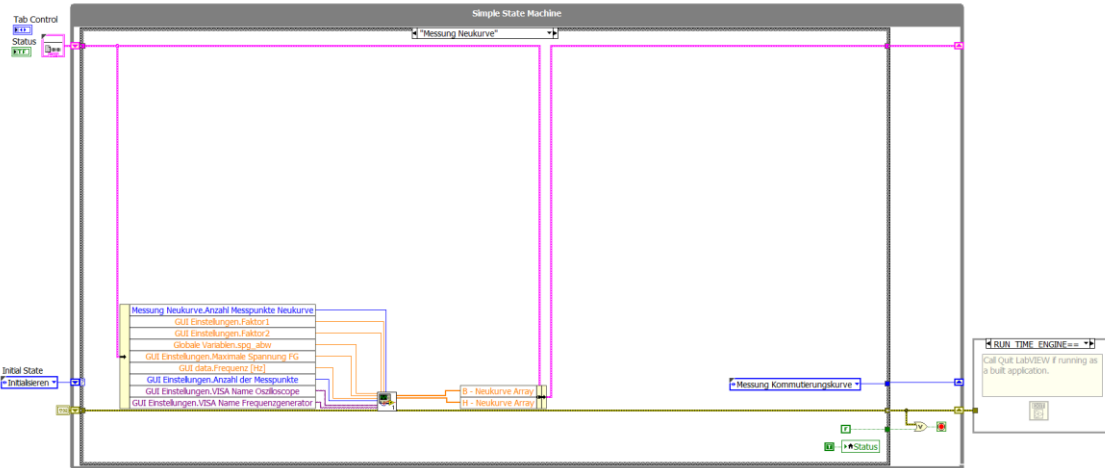 Simple State Machine
Tab Control
Status
"Messung Neukurve"
Messung Neukurve.Anzahl Messpunkte Neukurve
GUI Einstellungen.Faktor1
GUI Einstellungen.Faktor2
Globale Variablen.spg_abw
GUI Einstellungen.Maximale Spannung FG
GUI data.Frequenz [Hz]
GUI Einstellungen.Anzahl der Messpunkte
GUI Einstellungen.VISA Name Osziloscope
GUI Einstellungen.VISA Name Frequenzgenerator
1
B - Neukurve Array
H - Neukurve Array
Initial State
Initialisieren
Messung Kommutierungskurve
F
Status
RUN_TIME_ENGINE==
Call Quit LabVIEW if running as
a built application.